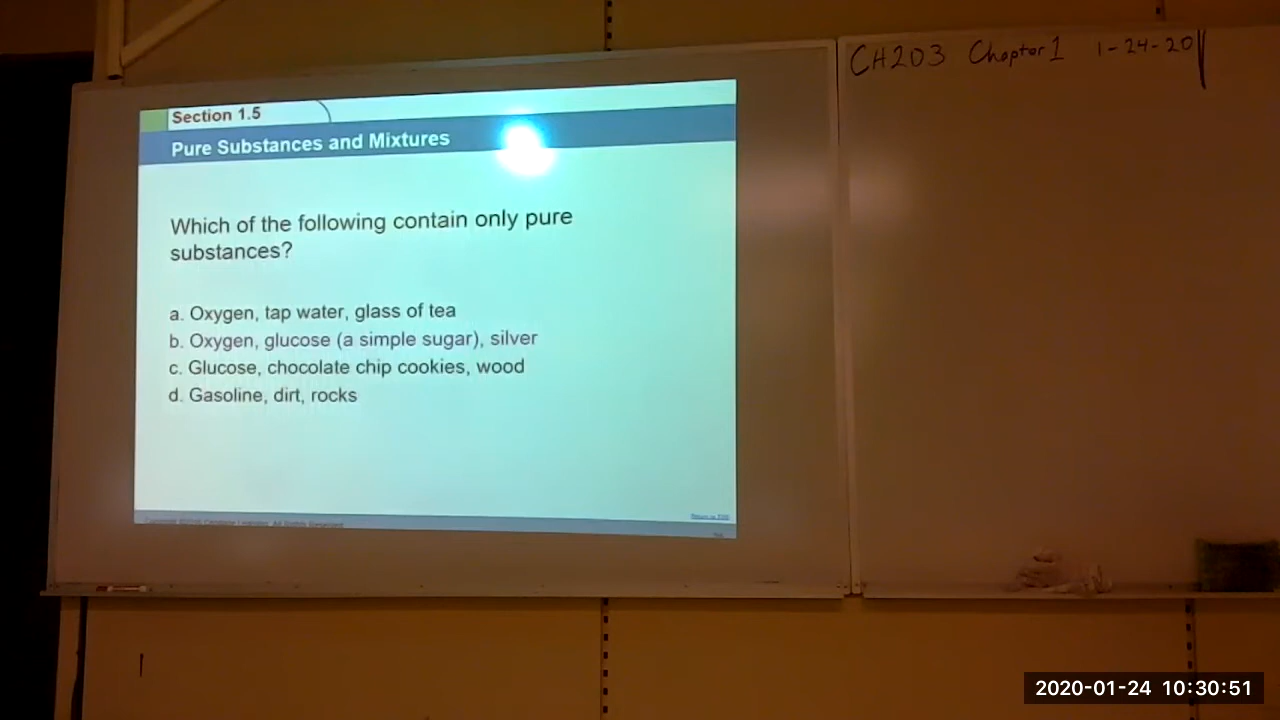 Section 1.5
Pure Substances and Mixtures
Which of the following contain only pure
substances?
a. Oxygen, tap water, glass of tea
b. Oxygen, glucose (a simple sugar), silver
c. Glucose, chocolate chip cookies, wood
d. Gasoline, dirt, rocks
CH203 Chapter 1 1-24-20
2020-01-24 10:30:51